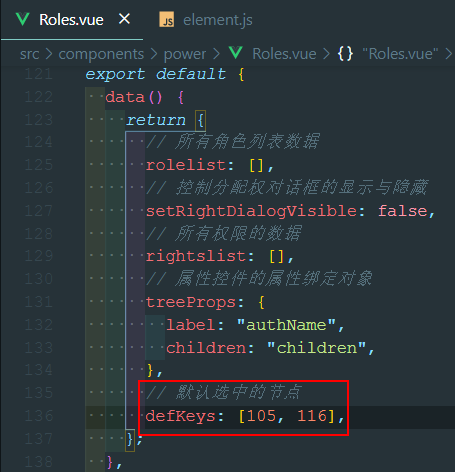 Roles.vue × JS element.js
src > components > power > Roles.vue > {} "Roles.vue"
121 export default {
122 data() {
123 return {
124 // 所有角色列表数据
125 rolelist: [],
126 // 控制分配权对话框的显示与隐藏
127 setRightDialogVisible: false,
128 // 所有权限的数据
129 rightslist: [],
130 // 属性控件的属性绑定对象
131 treeProps: {
132 label: "authName",
133 children: "children",
134 },
135 // 默认选中的节点
136 defKeys: [105, 116],
137 };
138 },